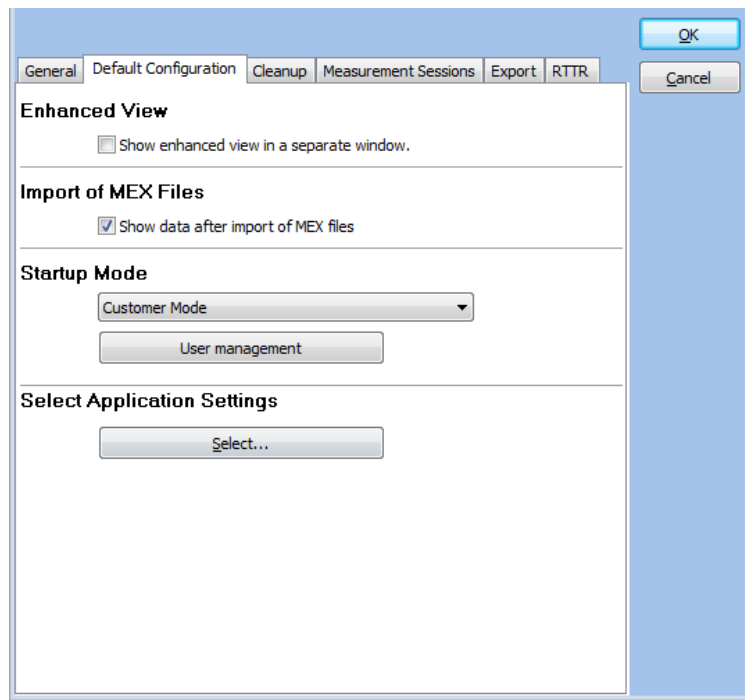 OK
General Default Configuration Cleanup Measurement Sessions Export RTTR
Cancel
Enhanced View
Show enhanced view in a separate window.
Import of MEX Files
Show data after import of MEX files
Startup Mode
Customer Mode
User management
Select Application Settings
Select...